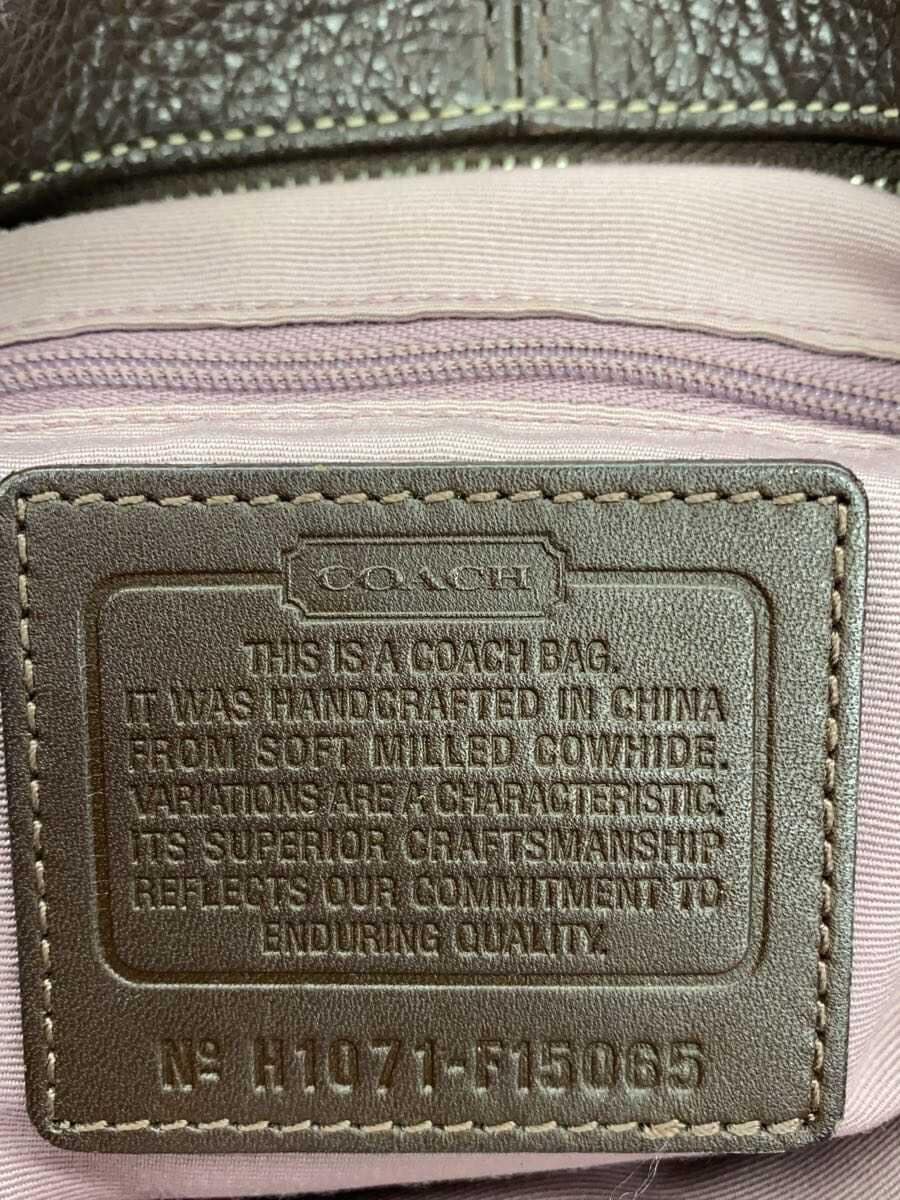 COACH
THIS IS A COACH BAG.
IT WAS HANDCRAFTED IN CHINA
FROM SOFT MILLED COWHIDE.
VARIATIONS ARE A CHARACTERISTIC.
ITS SUPERIOR CRAFTSMANSHIP
REFLECTS OUR COMMITMENT TO
ENDURING QUALITY.
Nº H1071-F15065